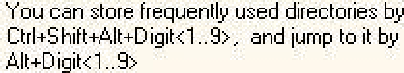 You can store frequently used directories by
Ctrl+Shift+Alt+Digit<1..9>, and jump to it by
Alt+Digit<1..9>